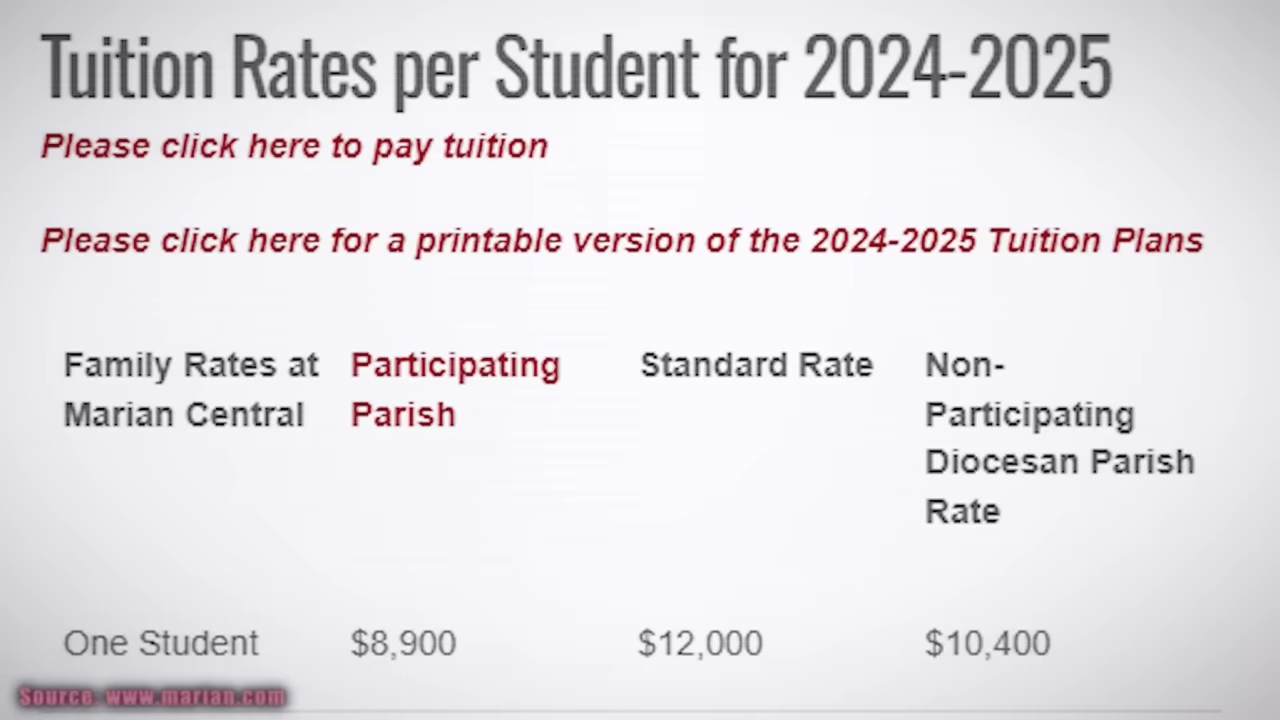 Tuition Rates per Student for 2024-2025
Please click here to pay tuition
Please click here for a printable version of the 2024-2025 Tuition Plans
Family Rates at Marian Central
Participating Parish
Standard Rate
Non-Participating Diocesan Parish Rate
One Student $8,900 $12,000 $10,400
Source: www.marian.com